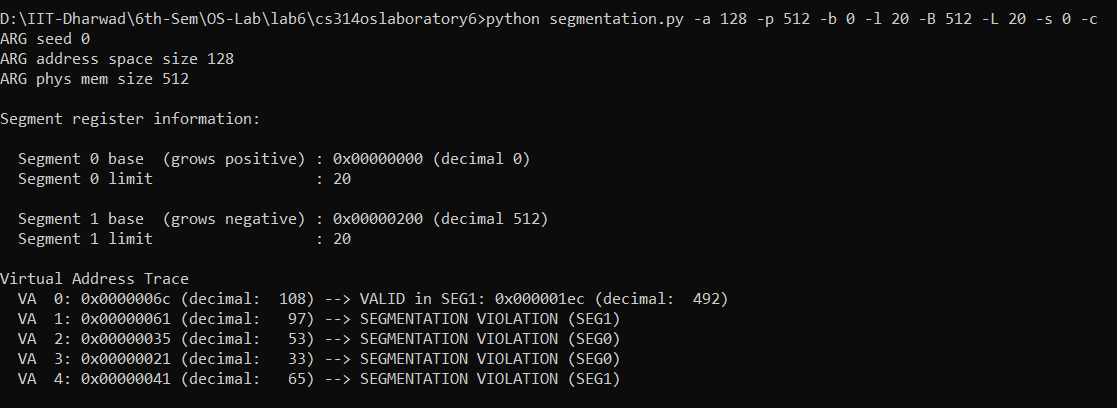 D:\IIT-Dharwad\6th-Sem\OS-Lab\lab6\cs314oslaboratory6>python segmentation.py -a 128 -p 512 -b 0 -l 20 -B 512 -L 20 -s 0 -c
ARG seed 0
ARG address space size 128
ARG phys mem size 512

Segment register information:

  Segment 0 base  (grows positive) : 0x00000000 (decimal 0)
  Segment 0 limit                  : 20

  Segment 1 base  (grows negative) : 0x00000200 (decimal 512)
  Segment 1 limit                  : 20

Virtual Address Trace
  VA  0: 0x0000006c (decimal:  108) --> VALID in SEG1: 0x000001ec (decimal:  492)
  VA  1: 0x00000061 (decimal:   97) --> SEGMENTATION VIOLATION (SEG1)
  VA  2: 0x00000035 (decimal:   53) --> SEGMENTATION VIOLATION (SEG0)
  VA  3: 0x00000021 (decimal:   33) --> SEGMENTATION VIOLATION (SEG0)
  VA  4: 0x00000041 (decimal:   65) --> SEGMENTATION VIOLATION (SEG1)